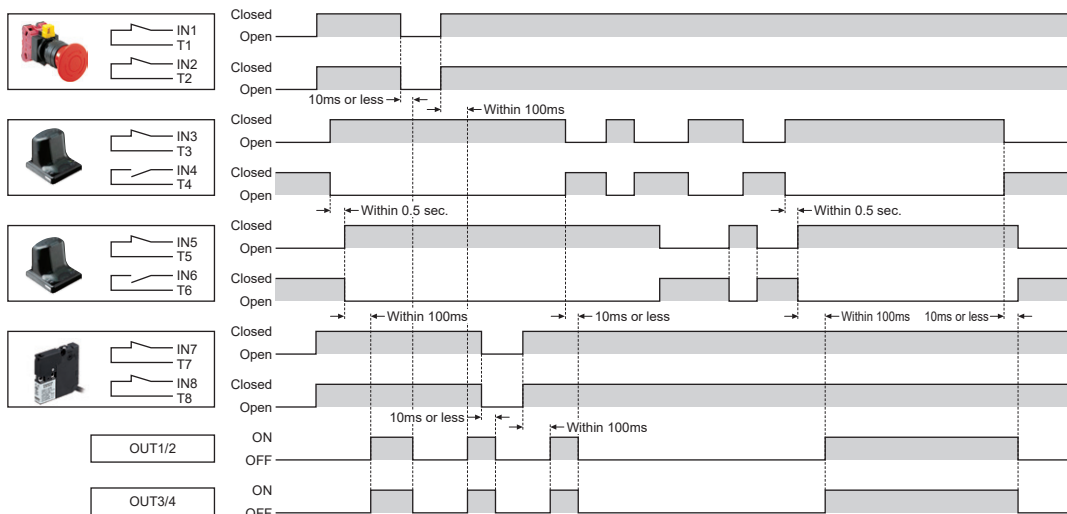 IN1
T1
IN2
T2
Closed
Open
Closed
Open
10ms or less
Within 100ms
IN3
T3
IN4
T4
Closed
Open
Closed
Open
Within 0.5 sec.
Within 0.5 sec.
IN5
T5
IN6
T6
Closed
Open
Closed
Open
Within 100ms
10ms or less
Within 100ms
10ms or less
IN7
T7
IN8
T8
Closed
Open
Closed
Open
10ms or less
Within 100ms
OUT1/2
ON
OFF
OUT3/4
ON
OFF